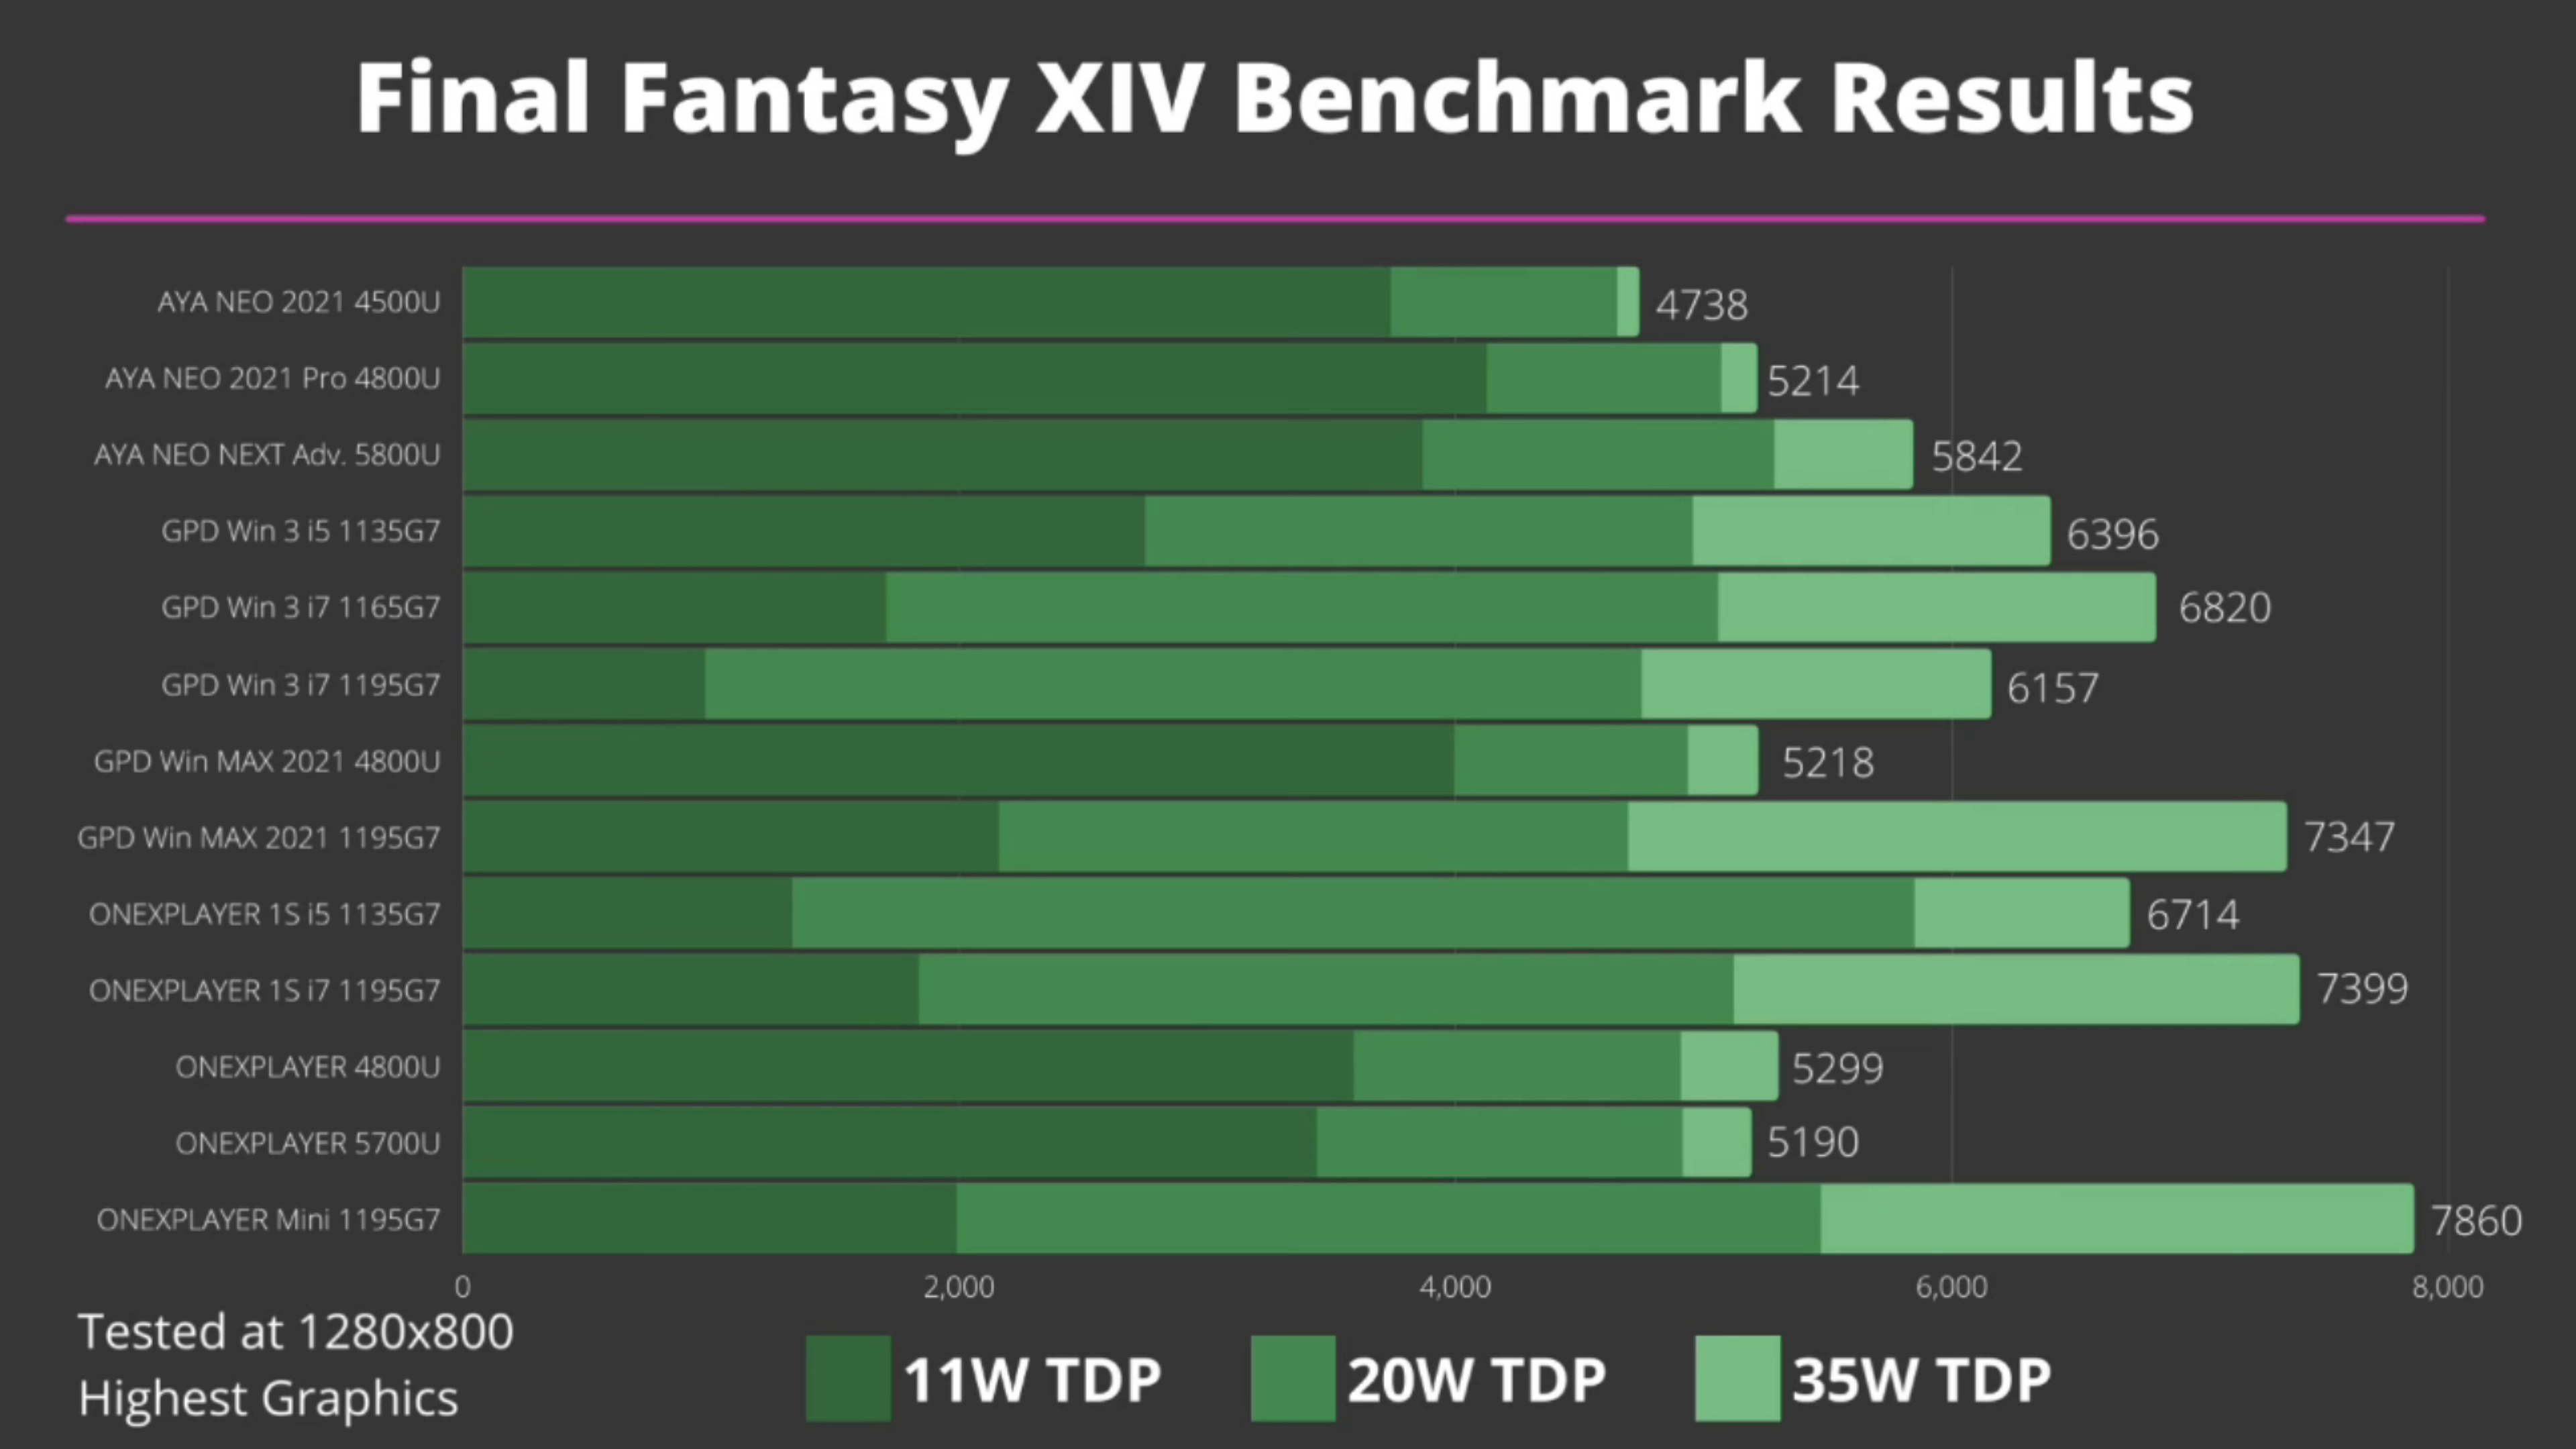 Final Fantasy XIV Benchmark Results
AYA NEO 2021 4500U 4738
AYA NEO 2021 Pro 4800U 5214
AYA NEO NEXT Adv. 5800U 5842
GPD Win 3 i5 1135G7 6396
GPD Win 3 i7 1165G7 6820
GPD Win 3 i7 1195G7 6157
GPD Win MAX 2021 4800U 5218
GPD Win MAX 2021 1195G7 7347
ONEXPLAYER 1S i5 1135G7 6714
ONEXPLAYER 1S i7 1195G7 7399
ONEXPLAYER 4800U 5299
ONEXPLAYER 5700U 5190
ONEXPLAYER Mini 1195G7 7860
0 2,000 4,000 6,000 8,000
Tested at 1280x800
Highest Graphics
11W TDP 20W TDP 35W TDP